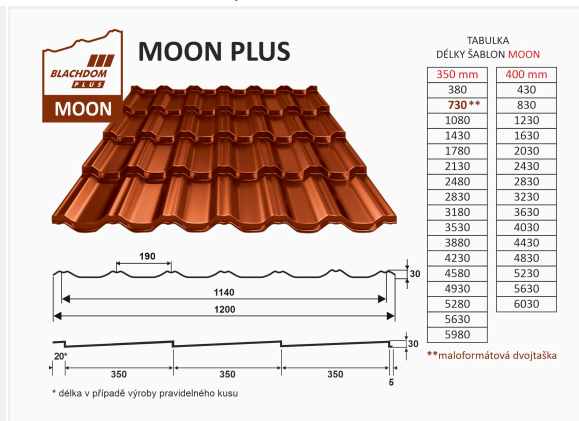 BLACHDOM
PLUS
MOON
MOON PLUS
TABULKA
DÉLKY ŠABLON MOON
350 mm 400 mm
380 430
730** 830
1080 1230
1430 1630
1780 2030
2130 2430
2480 2830
2830 3230
3180 3630
3530 4030
3880 4430
4230 4830
4580 5230
4930 5630
5280 6030
5630
5980
**maloformátová dvojtaška
190
30
1140
1200
30
20*
350 350 350
5
* délka v případě výroby pravidelného kusu